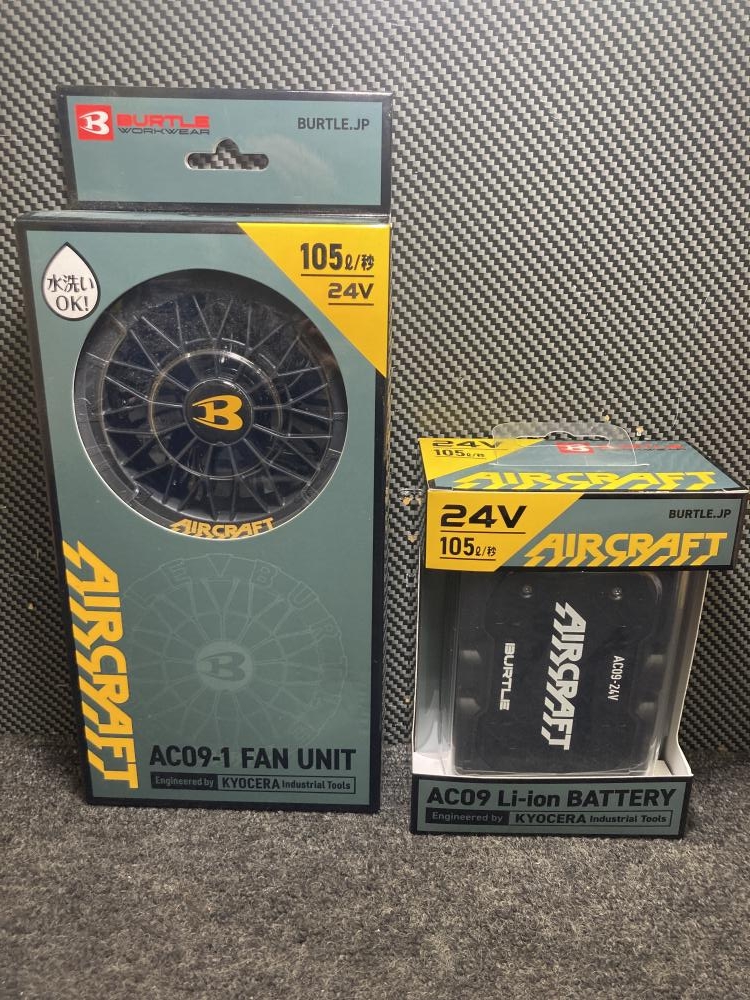 BURTLE
WORKWEAR
BURTLE.JP
水洗い
OK!
105ℓ/秒
24V
B
AIRCRAFT
AIRCRAFT
AC09-1 FAN UNIT
Engineered by KYOCERA Industrial Tools
24V
105ℓ/秒
BURTLE
AIRCRAFT
24V
105ℓ/秒
BURTLE.JP
AIRCRAFT
AIRCRAFT
BURTLE
AC09-24V
AC09 Li-ion BATTERY
Engineered by KYOCERA Industrial Tools